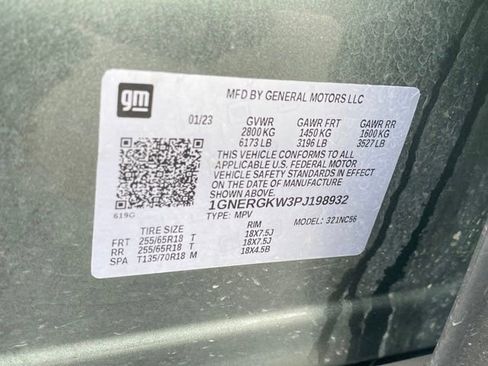 gm
MFD BY GENERAL MOTORS LLC
01/23 GVWR GAWR FRT GAWR RR
2800 KG 1450 KG 1600 KG
6173 LB 3196 LB 3527 LB
THIS VEHICLE CONFORMS TO ALL
APPLICABLE U.S. FEDERAL MOTOR
VEHICLE SAFETY STANDARDS IN EFFECT
ON THE DATE OF MANUFACTURE
SHOWN ABOVE.
1GNERGKW3PJ198932
619G TYPE: MPV MODEL: 321NC56
TIRE SIZE RIM
FRT 255/65R18 T 18X7.5J
RR 255/65R18 T 18X7.5J
SPA T135/70R18 M 18X4.5B